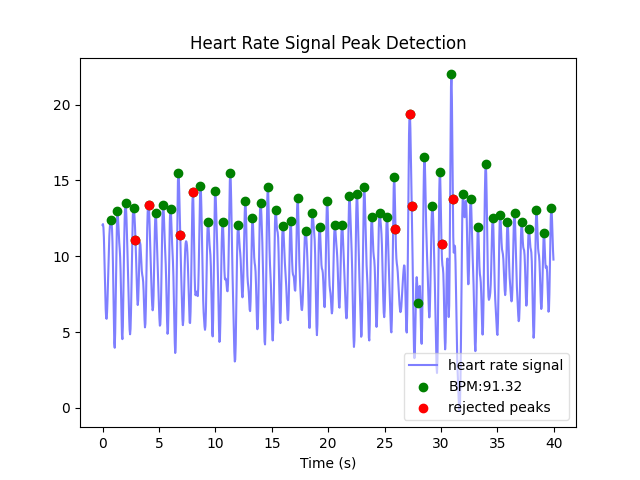 Heart Rate Signal Peak Detection
20
15
10
5
0
heart rate signal
BPM:91.32
rejected peaks
0 5 10 15 20 25 30 35 40
Time (s)